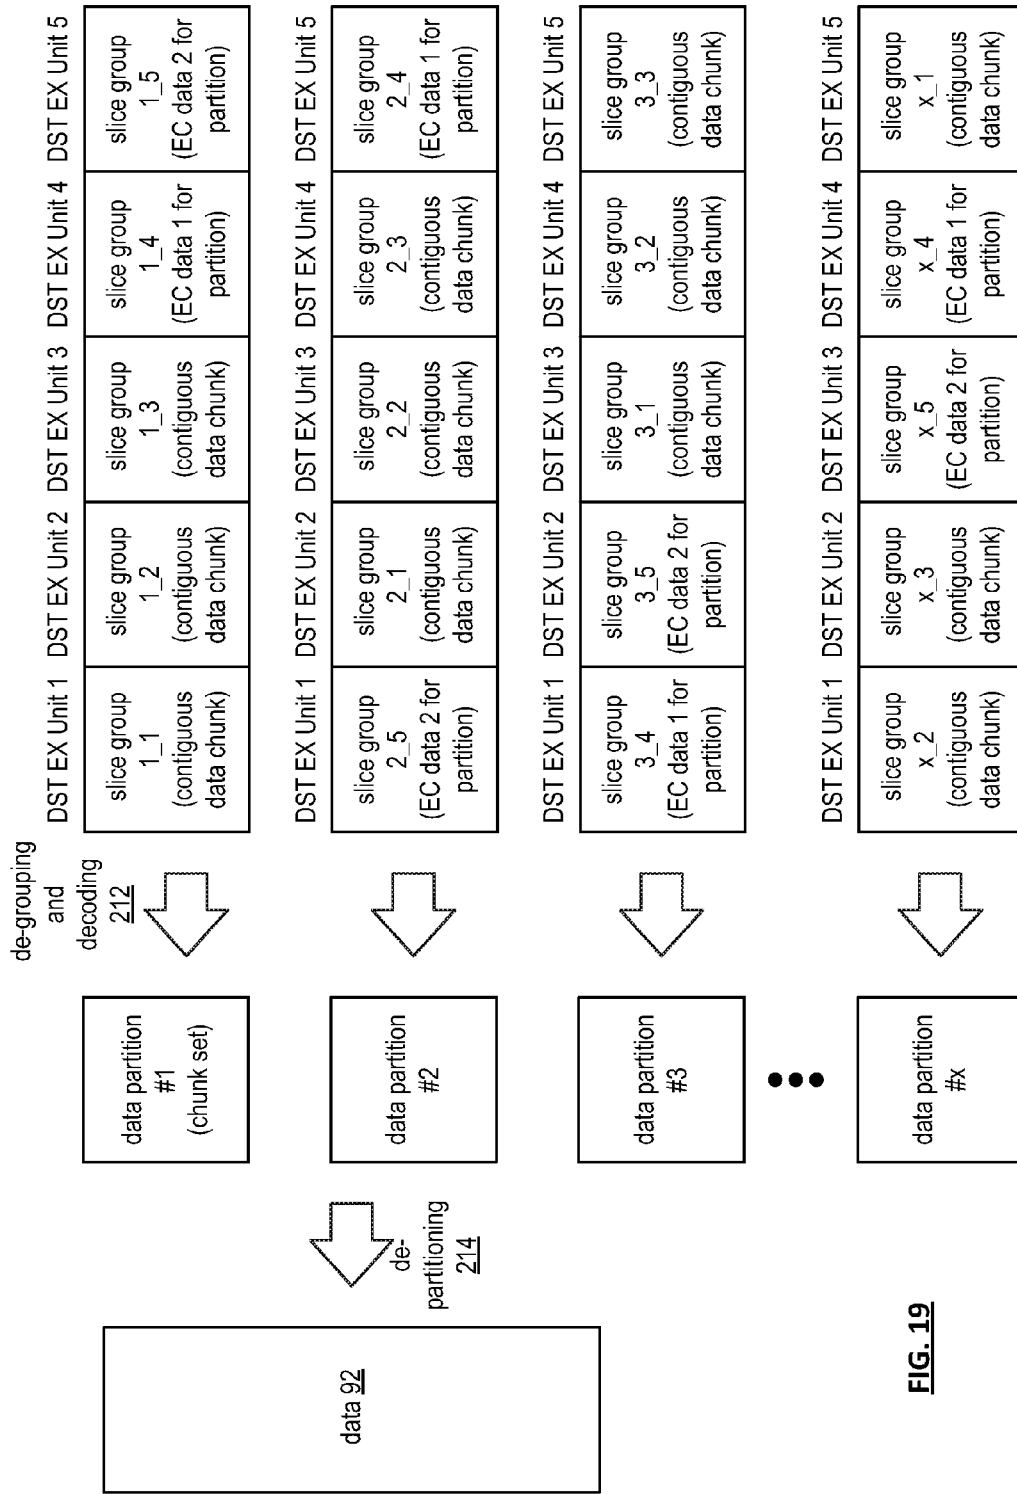 de-grouping
and
decoding
212
DST EX Unit 1
DST EX Unit 2
DST EX Unit 3
DST EX Unit 4
DST EX Unit 5
data partition
#1
(chunk set)
slice group
1_1
(contiguous
data chunk)
slice group
1_2
(contiguous
data chunk)
slice group
1_3
(contiguous
data chunk)
slice group
1_4
(EC data 1 for
partition)
slice group
1_5
(EC data 2 for
partition)
DST EX Unit 1
DST EX Unit 2
DST EX Unit 3
DST EX Unit 4
DST EX Unit 5
data partition
#2
slice group
2_5
(EC data 2 for
partition)
slice group
2_1
(contiguous
data chunk)
slice group
2_2
(contiguous
data chunk)
slice group
2_3
(contiguous
data chunk)
slice group
2_4
(EC data 1 for
partition)
data 92
de-
partitioning
214
DST EX Unit 1
DST EX Unit 2
DST EX Unit 3
DST EX Unit 4
DST EX Unit 5
data partition
#3
slice group
3_4
(EC data 1 for
partition)
slice group
3_5
(EC data 2 for
partition)
slice group
3_1
(contiguous
data chunk)
slice group
3_2
(contiguous
data chunk)
slice group
3_3
(contiguous
data chunk)
DST EX Unit 1
DST EX Unit 2
DST EX Unit 3
DST EX Unit 4
DST EX Unit 5
data partition
#x
slice group
x_2
(contiguous
data chunk)
slice group
x_3
(contiguous
data chunk)
slice group
x_5
(EC data 2 for
partition)
slice group
x_4
(EC data 1 for
partition)
slice group
x_1
(contiguous
data chunk)
FIG. 19